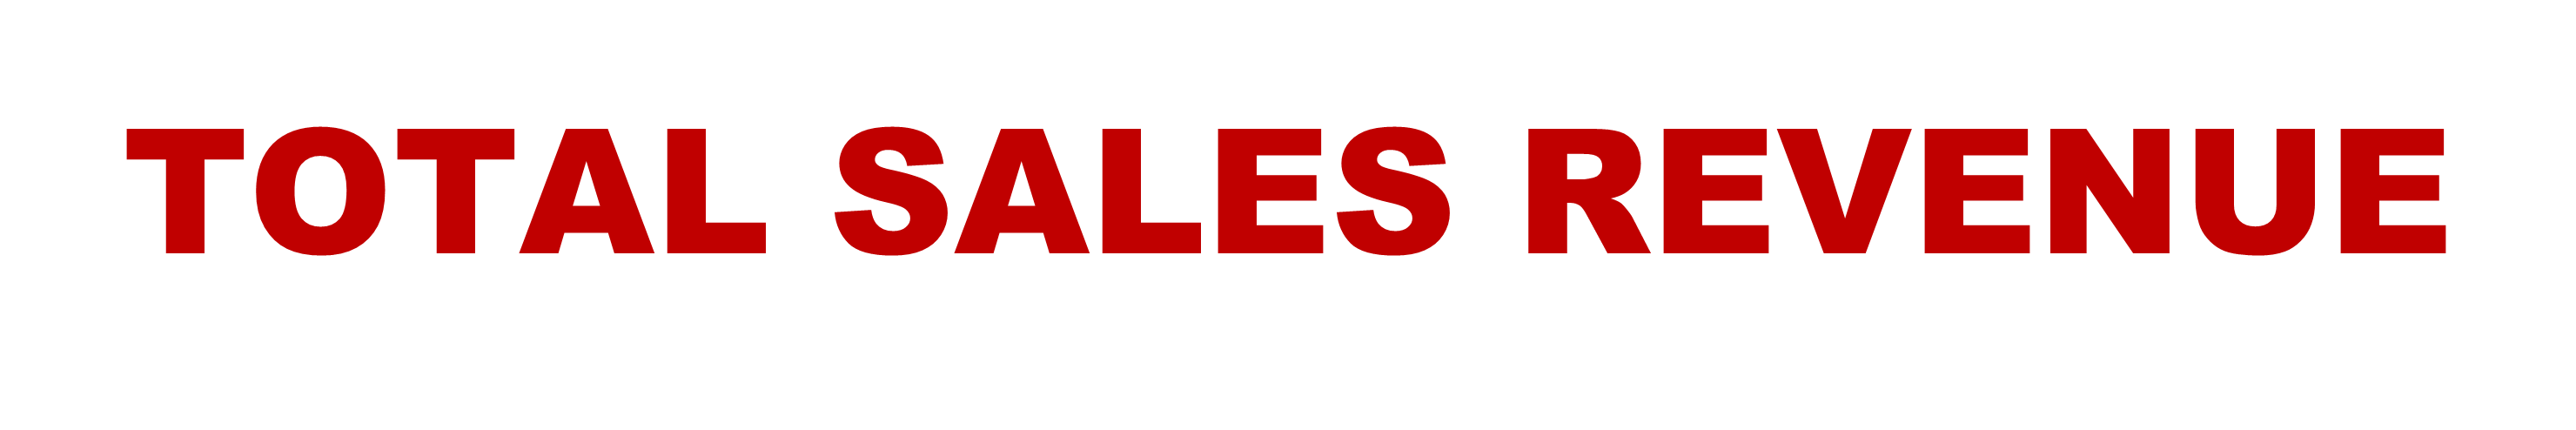 TOTAL SALES REVENUE